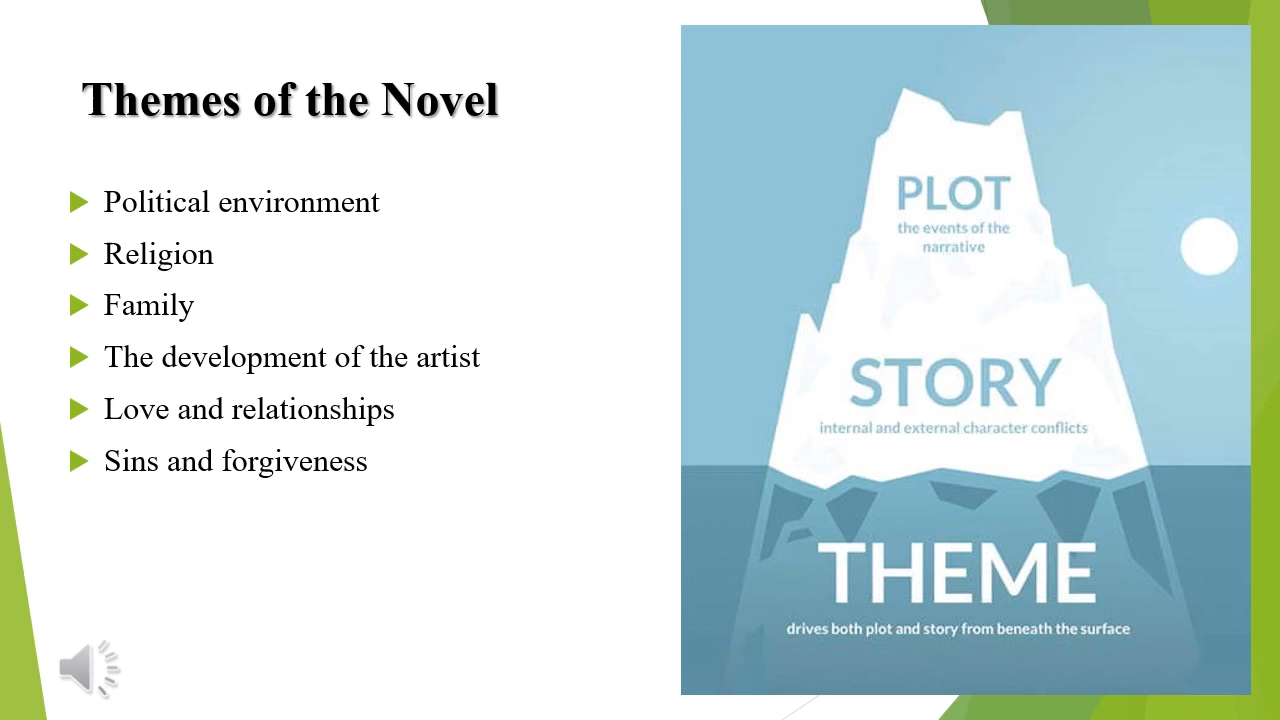 Themes of the Novel
Political environment
Religion
Family
The development of the artist
Love and relationships
Sins and forgiveness
PLOT
the events of the
narrative
STORY
internal and external character conflicts
THEME
drives both plot and story from beneath the surface